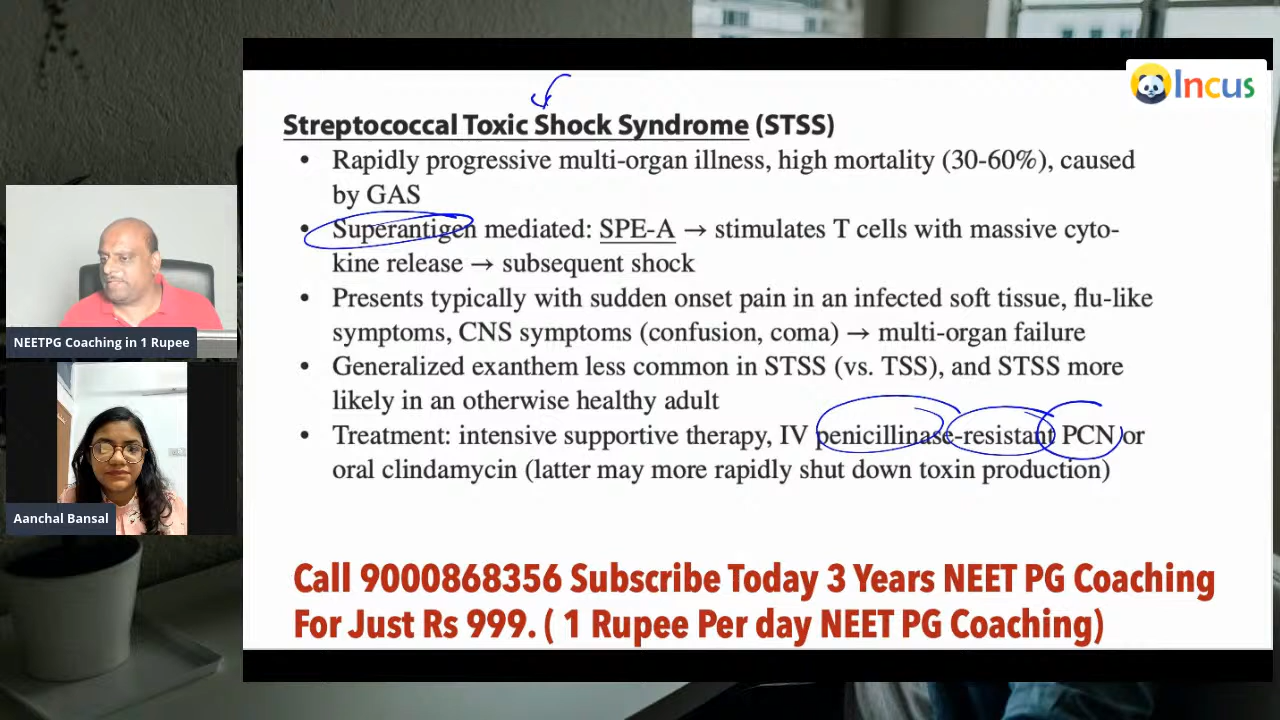 Incus
Streptococcal Toxic Shock Syndrome (STSS)
• Rapidly progressive multi-organ illness, high mortality (30-60%), caused
by GAS
• Superantigen mediated: SPE-A → stimulates T cells with massive cyto-
kine release → subsequent shock
• Presents typically with sudden onset pain in an infected soft tissue, flu-like
symptoms, CNS symptoms (confusion, coma) → multi-organ failure
• Generalized exanthem less common in STSS (vs. TSS), and STSS more
likely in an otherwise healthy adult
• Treatment: intensive supportive therapy, IV penicillinase-resistant PCN or
oral clindamycin (latter may more rapidly shut down toxin production)
Call 9000868356 Subscribe Today 3 Years NEET PG Coaching
For Just Rs 999. ( 1 Rupee Per day NEET PG Coaching)
NEETPG Coaching in 1 Rupee
Aanchal Bansal